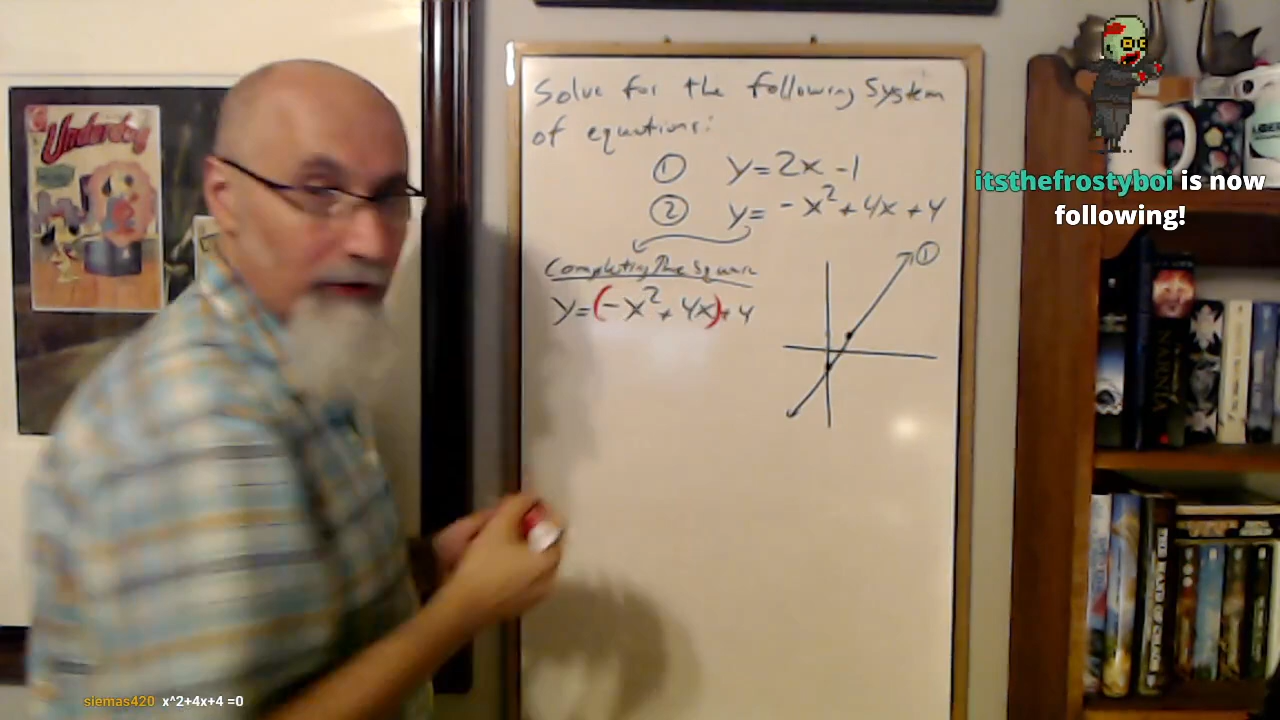 Underdog
Solve for the following System
of equations:
① y=2x-1
② y=-x²+4x+4
Completing The Square
y=(-x²+4x)+4
①
itsthefrostyboi is now
following!
NARNIA
siemas420 x^2+4x+4 =0